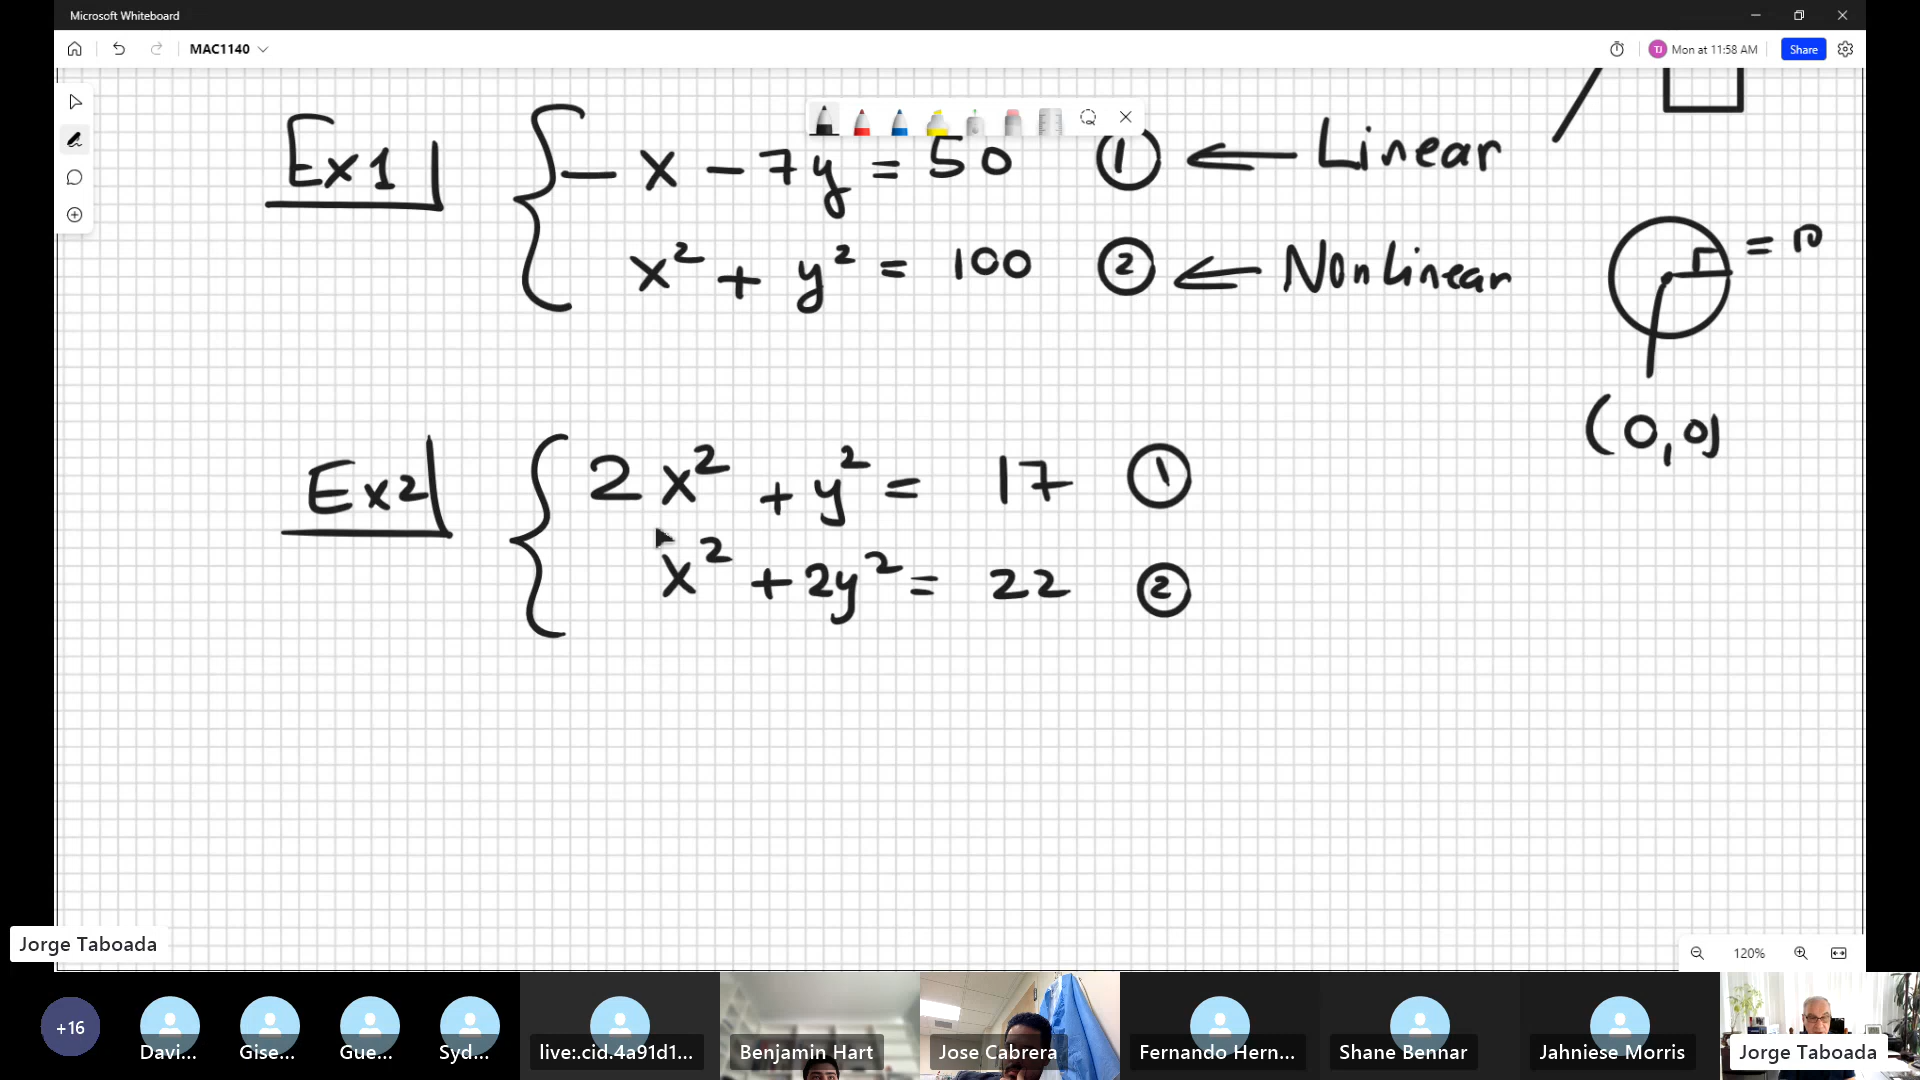 Microsoft Whiteboard
MAC1140
TJ Mon at 11:58 AM Share
Ex1
− x − 7y = 50 ① ← Linear
x² + y² = 100 ② ← Nonlinear
r = 10
(0,0)
Ex2
2x² + y² = 17 ①
x² + 2y² = 22 ②
Jorge Taboada
120%
+16
Davi...
Gise...
Gue...
Syd...
live:.cid.4a91d1...
Benjamin Hart
Jose Cabrera
Fernando Hern...
Shane Bennar
Jahniese Morris
Jorge Taboada